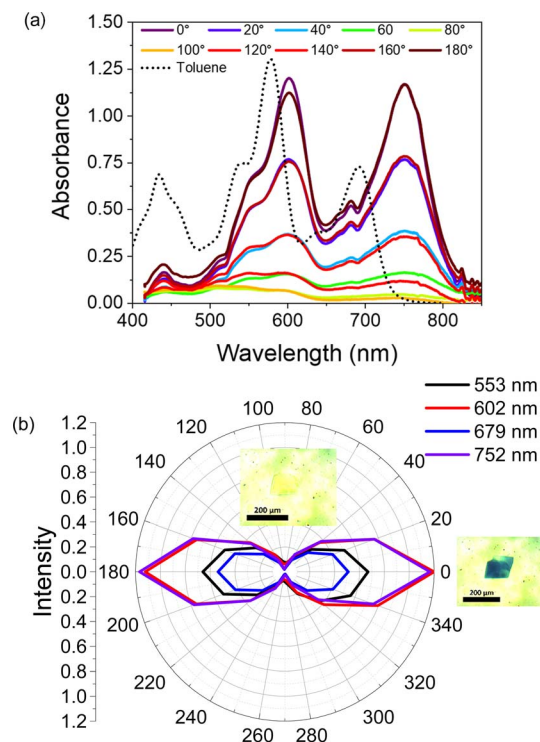 (a)
0° 20° 40° 60 80°
100° 120° 140° 160° 180°
Toluene
1.50
1.25
1.00
0.75
0.50
0.25
0.00
Absorbance
400 500 600 700 800
Wavelength (nm)
553 nm
602 nm
679 nm
752 nm
(b)
1.2
1.0
0.8
0.6
0.4
0.2
0.0
0.2
0.4
0.6
0.8
1.0
1.2
Intensity
100 80
120 60
140 40
160 20
180 0
200 340
220 320
240 300
260 280
200 µm
200 µm